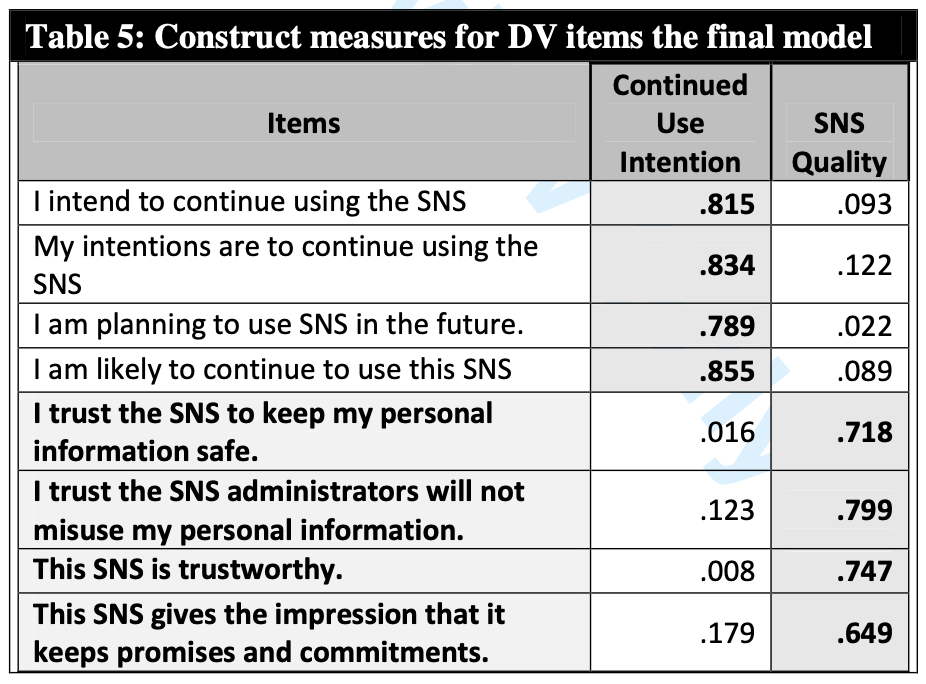 Table 5: Construct measures for DV items the final model
Items
Continued
Use
Intention
SNS
Quality
I intend to continue using the SNS .815 .093
My intentions are to continue using the
SNS
.834 .122
I am planning to use SNS in the future. .789 .022
I am likely to continue to use this SNS .855 .089
I trust the SNS to keep my personal
information safe.
.016 .718
I trust the SNS administrators will not
misuse my personal information.
.123 .799
This SNS is trustworthy. .008 .747
This SNS gives the impression that it
keeps promises and commitments.
.179 .649